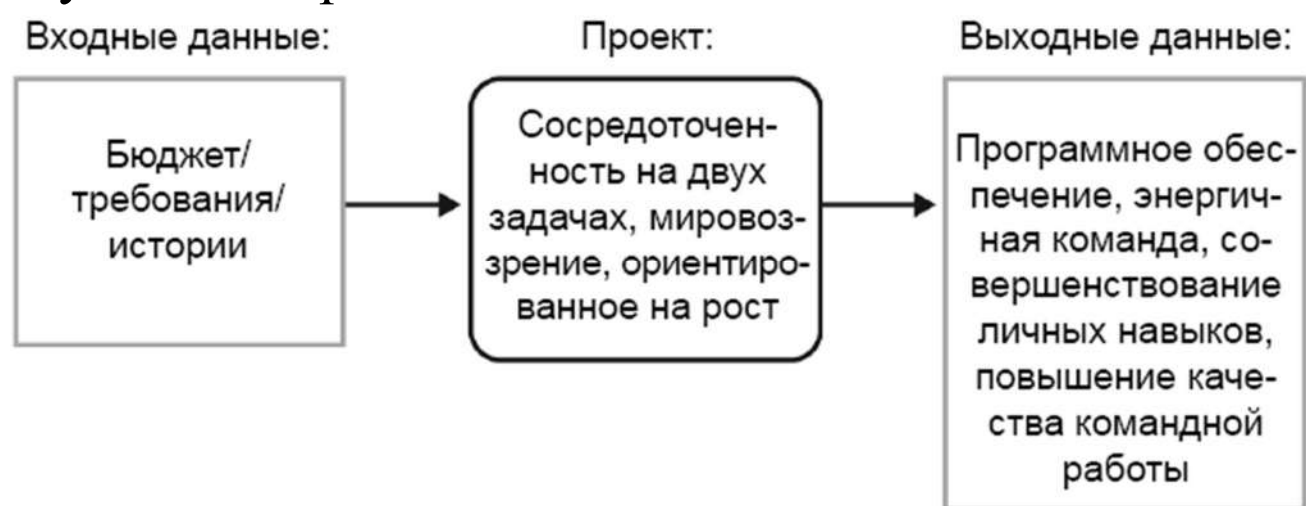 Входные данные:
Бюджет/
требования/
истории
Проект:
Сосредоточен-
ность на двух
задачах, мировоз-
зрение, ориентиро-
ванное на рост
Выходные данные:
Программное обес-
печение, энергич-
ная команда, со-
вершенствование
личных навыков,
повышение каче-
ства командной
работы